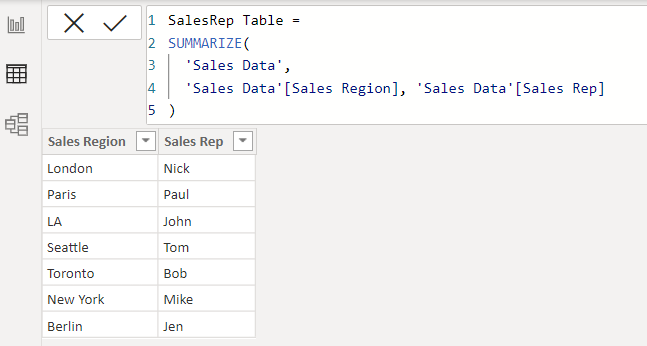 1 SalesRep Table =
2 SUMMARIZE(
3 'Sales Data',
4 'Sales Data'[Sales Region], 'Sales Data'[Sales Rep]
5 )
Sales Region Sales Rep
London Nick
Paris Paul
LA John
Seattle Tom
Toronto Bob
New York Mike
Berlin Jen